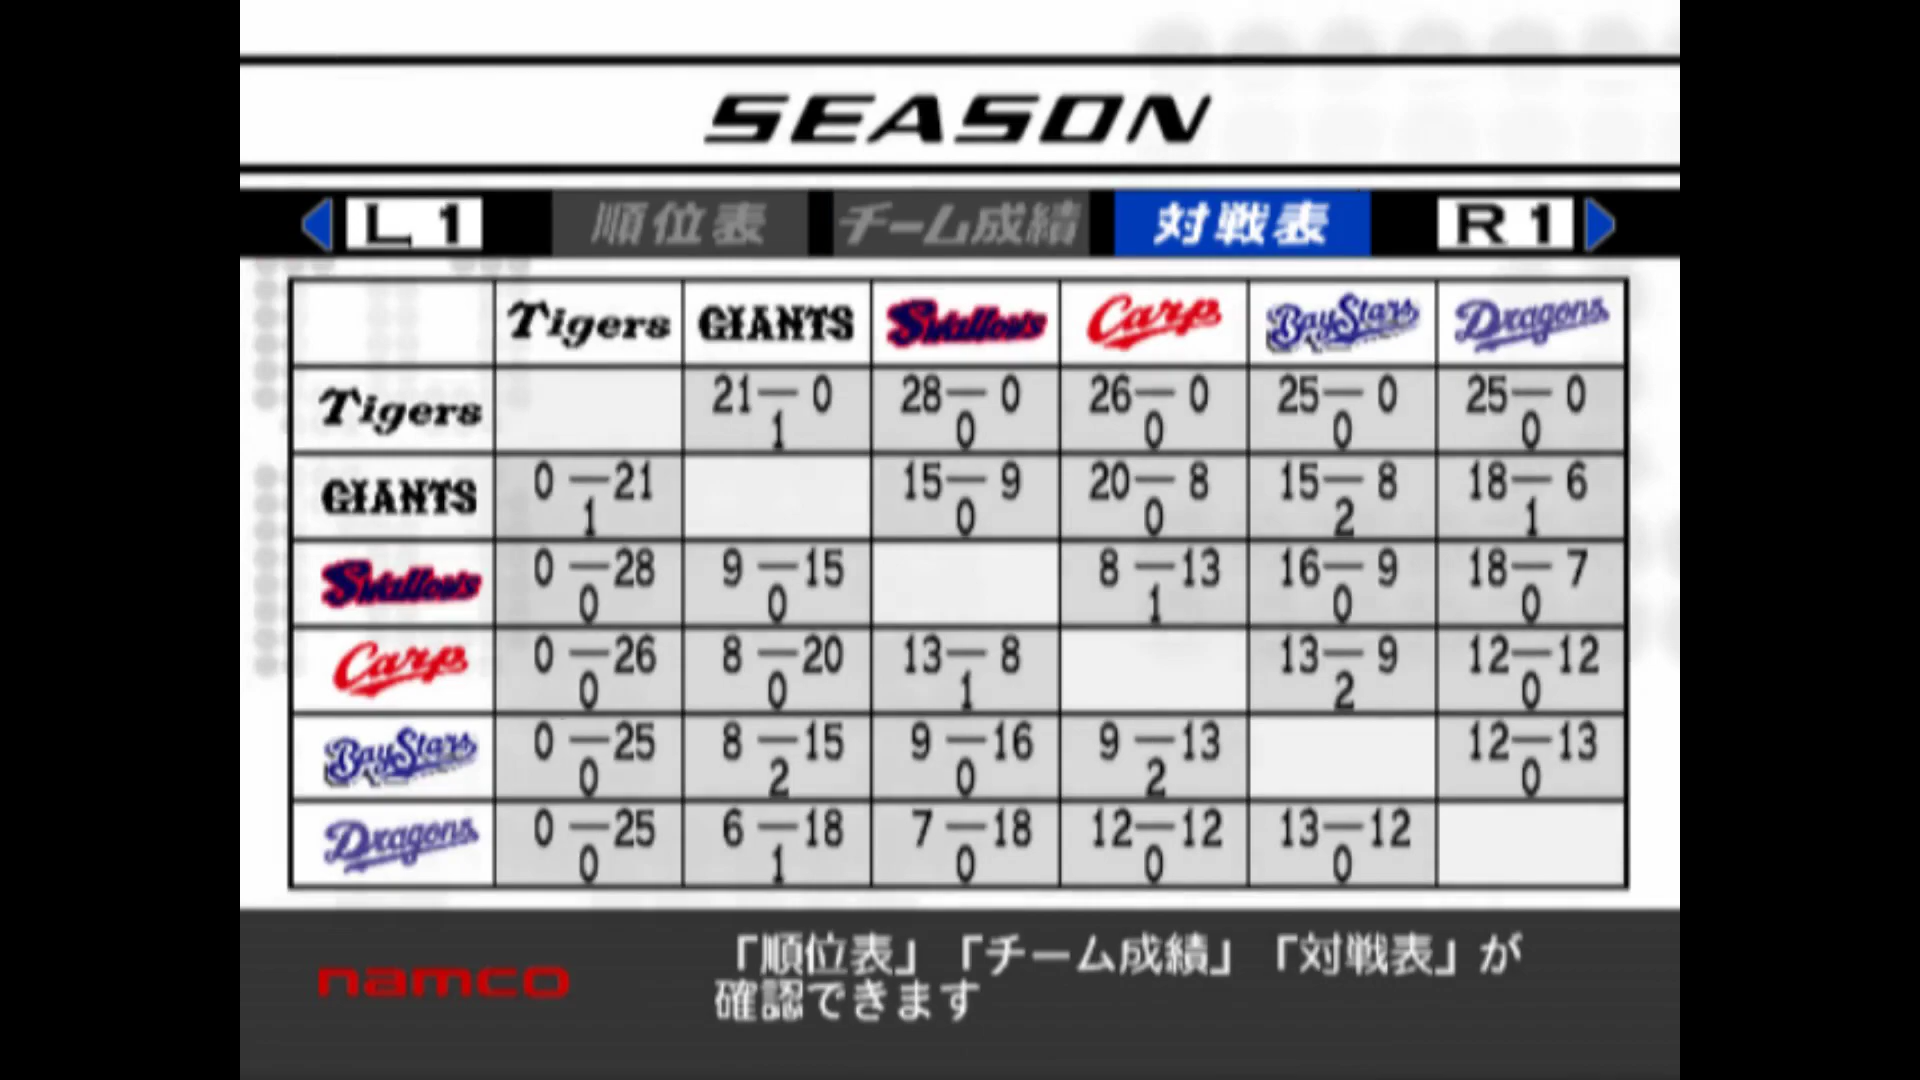 SEASON
L1 順位表 チーム成績 対戦表 R1
Tigers GIANTS Swallows Carp BayStars Dragons
Tigers 21—0 28—0 26—0 25—0 25—0
1 0 0 0 0
GIANTS 0—21 15—9 20—8 15—8 18—6
1 0 0 2 1
Swallows 0—28 9—15 8—13 16—9 18—7
0 0 1 0 0
Carp 0—26 8—20 13—8 13—9 12—12
0 0 1 2 0
BayStars 0—25 8—15 9—16 9—13 12—13
0 2 0 2 0
Dragons 0—25 6—18 7—18 12—12 13—12
0 1 0 0 0
namco
「順位表」「チーム成績」「対戦表」が
確認できます